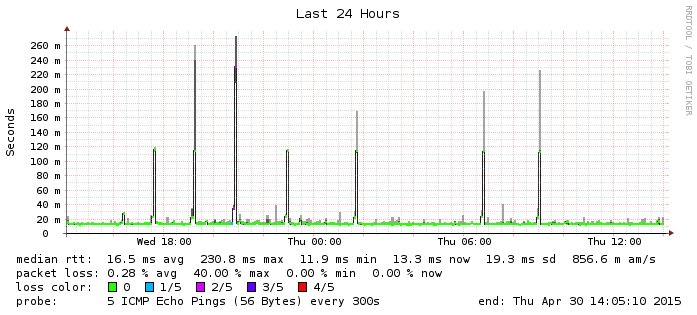 Last 24 Hours
RRDTOOL / TOBI OETIKER
Seconds
260 m
240 m
220 m
200 m
180 m
160 m
140 m
120 m
100 m
80 m
60 m
40 m
20 m
0
Wed 18:00 Thu 00:00 Thu 06:00 Thu 12:00
median rtt: 16.5 ms avg 230.8 ms max 11.9 ms min 13.3 ms now 19.3 ms sd 856.6 m am/s
packet loss: 0.28 % avg 40.00 % max 0.00 % min 0.00 % now
loss color: 0 1/5 2/5 3/5 4/5
probe: 5 ICMP Echo Pings (56 Bytes) every 300s end: Thu Apr 30 14:05:10 2015